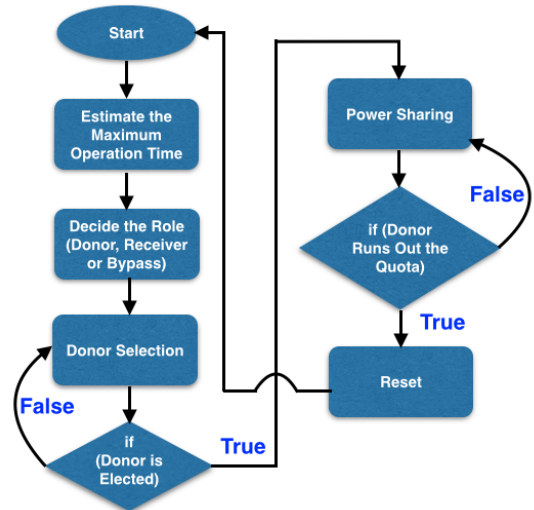 Start
Estimate the
Maximum
Operation Time
Decide the Role
(Donor, Receiver
or Bypass)
Donor Selection
False
if
(Donor is
Elected)
True
Power Sharing
False
if (Donor
Runs Out the
Quota)
True
Reset